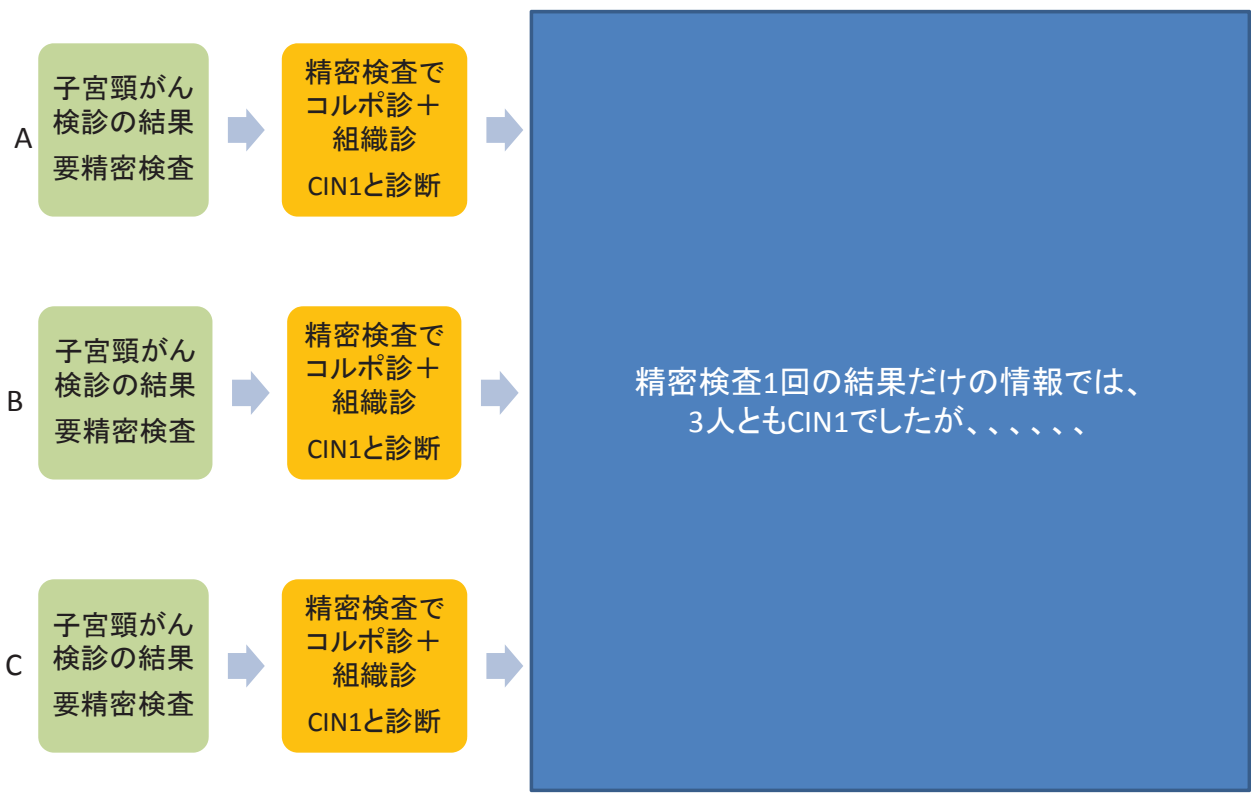 A
子宮頸がん
検診の結果
要精密検査
精密検査で
コルポ診＋
組織診
CIN1と診断
B
子宮頸がん
検診の結果
要精密検査
精密検査で
コルポ診＋
組織診
CIN1と診断
精密検査1回の結果だけの情報では、
3人ともCIN1でしたが、、、、、、
C
子宮頸がん
検診の結果
要精密検査
精密検査で
コルポ診＋
組織診
CIN1と診断